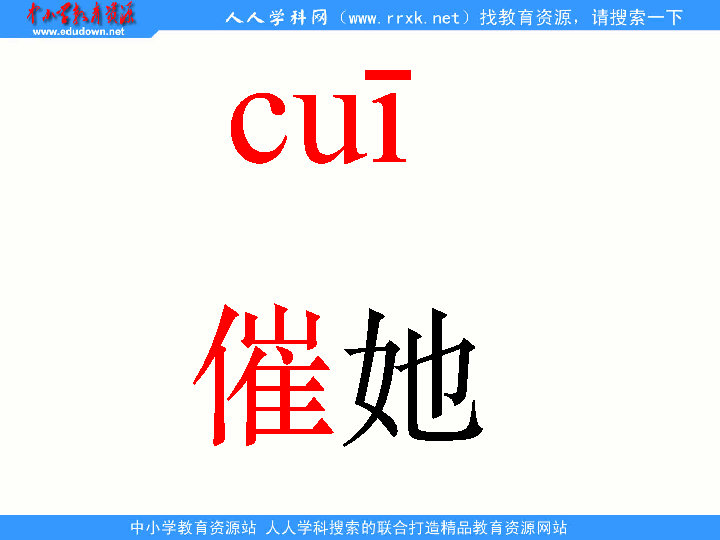 中小学教育资源
www.edudown.net
人人学科网（www.rrxk.net）找教育资源，请搜索一下
cuī
催她
中小学教育资源站 人人学科搜索的联合打造精品教育资源网站